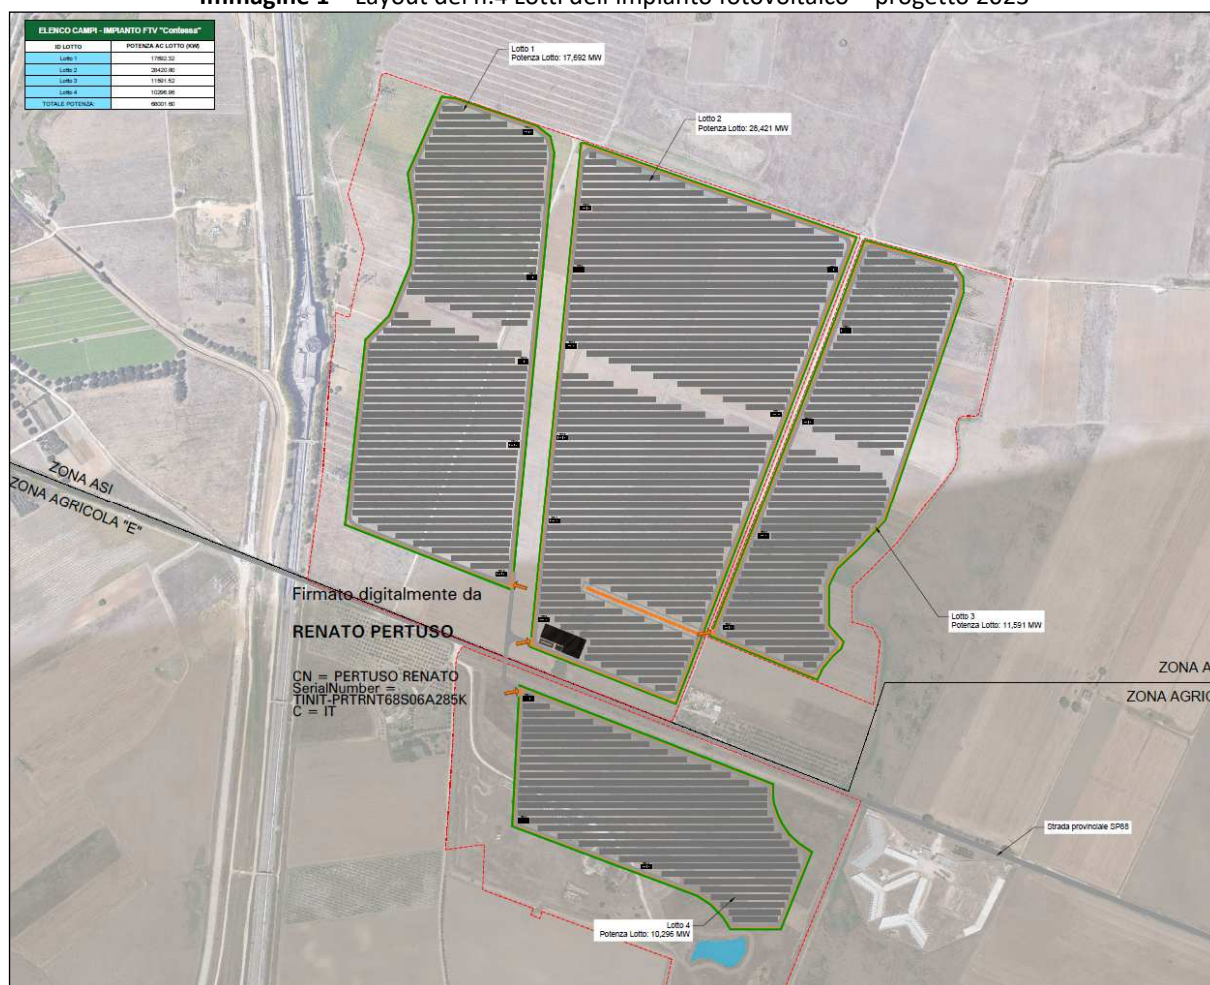 Immagine 1 – Layout dei n.4 Lotti dell'impianto fotovoltaico – progetto 2023
ELENCO CAMPI - IMPIANTO FTV "Contessa"
ID LOTTO POTENZA AC LOTTO (KW)
Lotto 1 17692.32
Lotto 2 28420.80
Lotto 3 11591.52
Lotto 4 10296.96
TOTALE POTENZA: 68001.60
Lotto 1
Potenza Lotto: 17,692 MW
Lotto 2
Potenza Lotto: 28,421 MW
ZONA ASI
ZONA AGRICOLA "E"
Firmato digitalmente da
RENATO PERTUSO
CN = PERTUSO RENATO
SerialNumber =
TINIT-PRTRNT68S06A285K
C = IT
Lotto 3
Potenza Lotto: 11,591 MW
ZONA A
ZONA AGRIC
Strada provinciale SP88
Lotto 4
Potenza Lotto: 10,296 MW